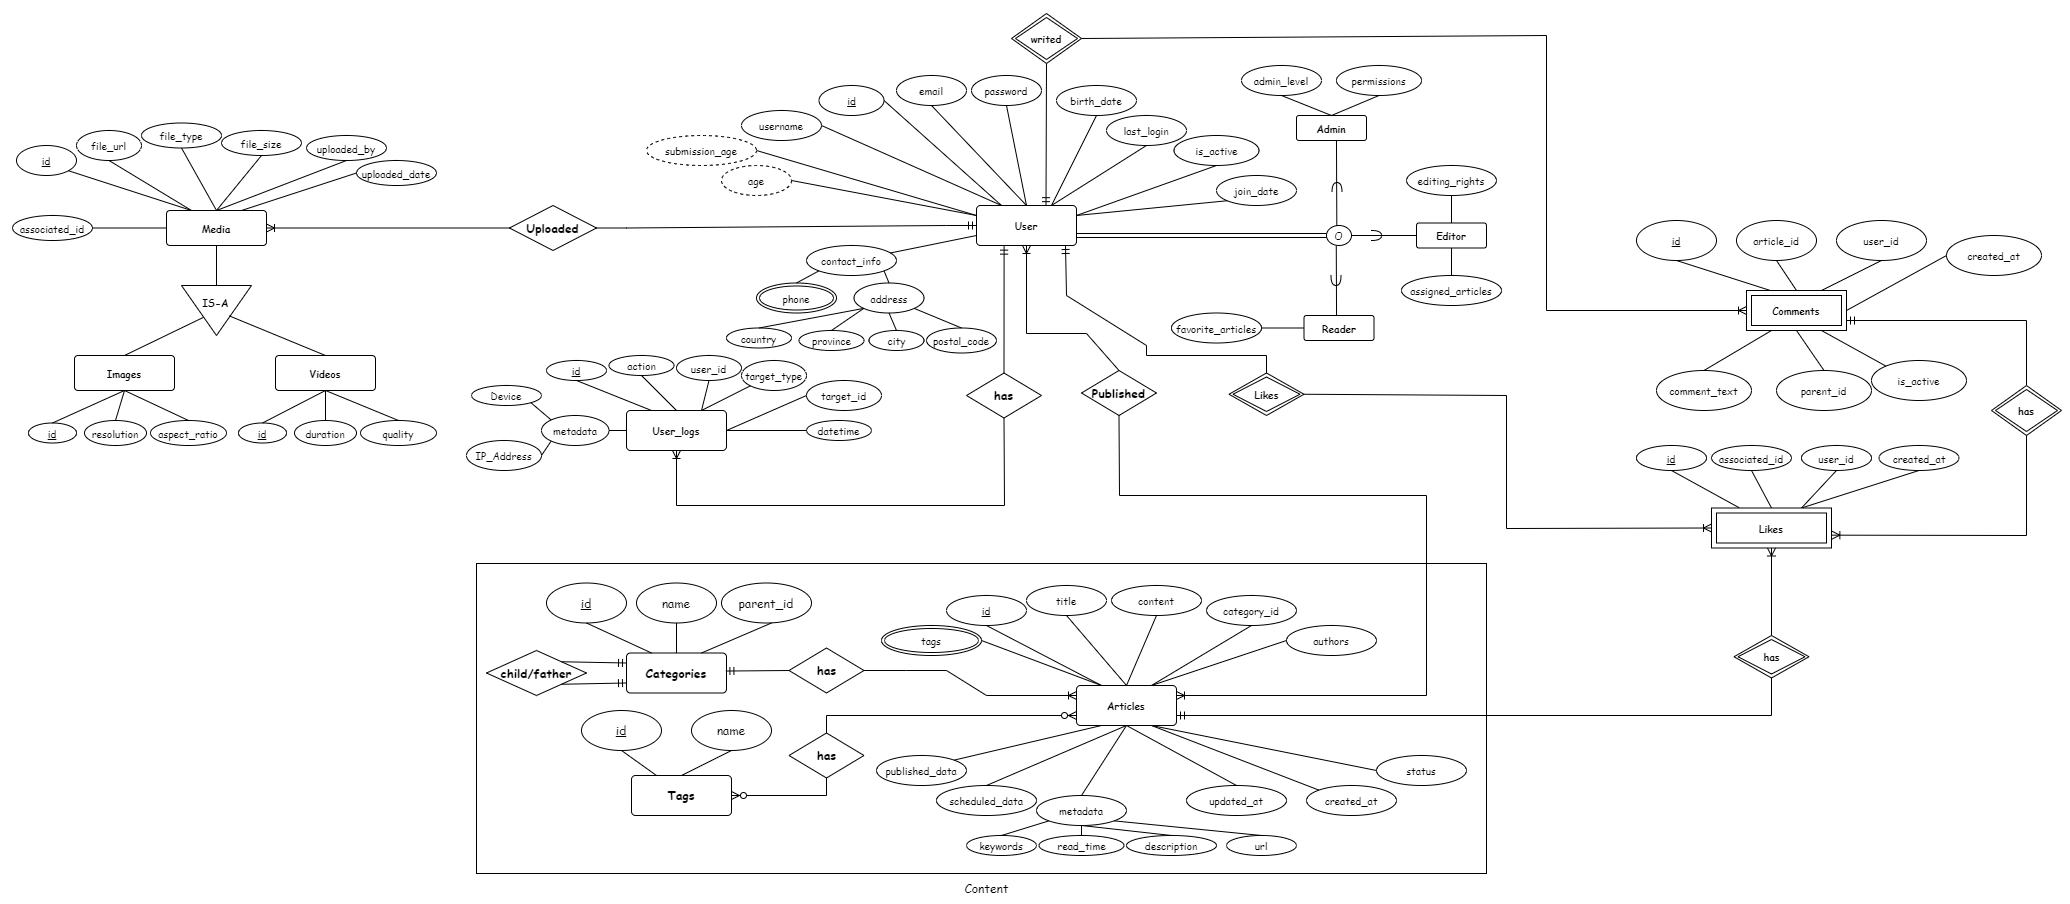 writed
admin_level
permissions
id
email
password
birth_date
username
last_login
Admin
submission_age
is_active
age
join_date
id
file_url
file_type
file_size
uploaded_by
uploaded_date
associated_id
Media
Uploaded
User
O
Editor
editing_rights
assigned_articles
Reader
favorite_articles
contact_info
phone
address
country
province
city
postal_code
IS-A
Images
Videos
id
resolution
aspect_ratio
id
duration
quality
id
action
user_id
target_type
target_id
datetime
Device
metadata
IP_Address
User_logs
has
Published
Likes
id
article_id
user_id
created_at
Comments
comment_text
parent_id
is_active
has
id
associated_id
user_id
created_at
Likes
has
id
name
parent_id
child/father
Categories
has
id
name
Tags
has
id
title
content
category_id
tags
authors
Articles
published_data
scheduled_data
metadata
updated_at
created_at
status
keywords
read_time
description
url
Content